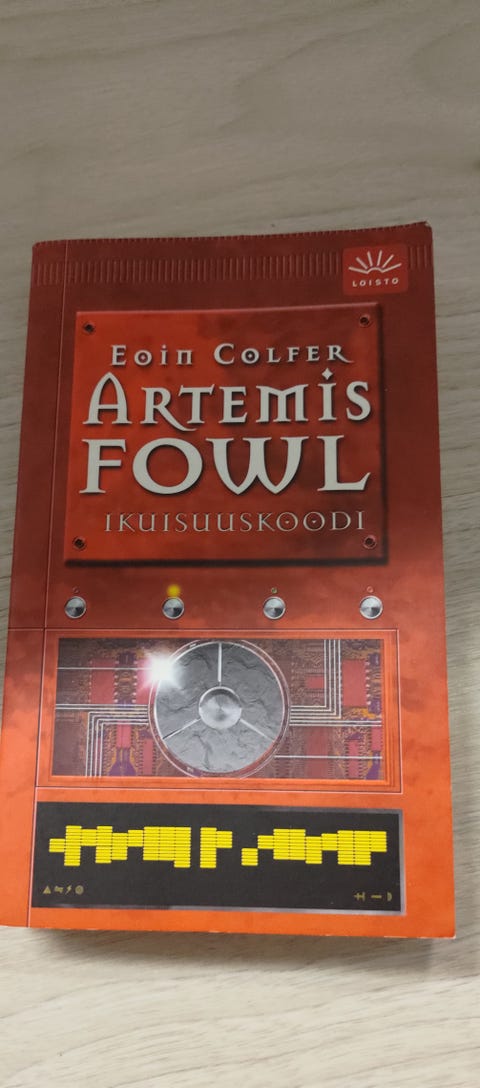 LOISTO
Eoin Colfer
Artemis
Fowl
IKUISUUSKOODI